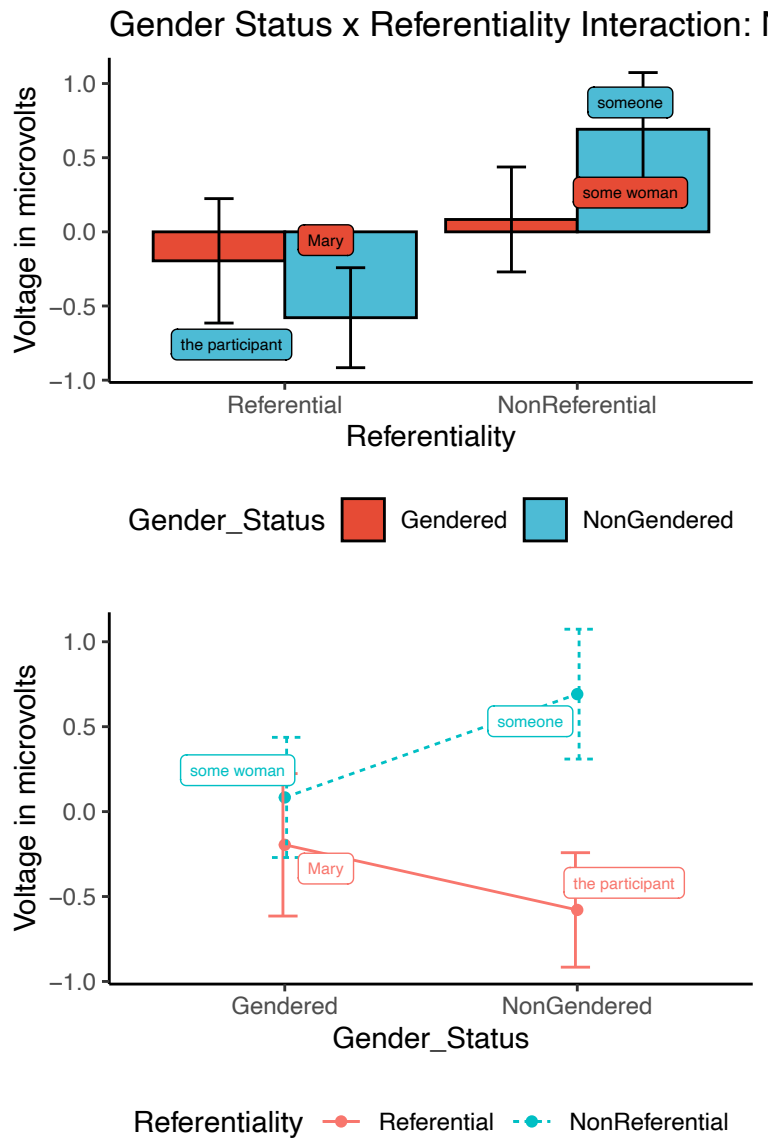 Gender Status x Referentiality Interaction: N
Voltage in microvolts
1.0
0.5
0.0
−0.5
−1.0
someone
some woman
Mary
the participant
Referential
NonReferential
Referentiality
Gender_Status
Gendered
NonGendered
Voltage in microvolts
1.0
0.5
0.0
−0.5
−1.0
someone
some woman
Mary
the participant
Gendered
NonGendered
Gender_Status
Referentiality
Referential
NonReferential